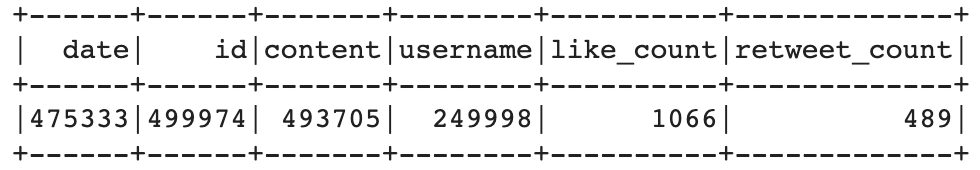 +------+------+-------+--------+----------+-------------+
|  date|    id|content|username|like_count|retweet_count|
+------+------+-------+--------+----------+-------------+
|475333|499974| 493705|  249998|      1066|          489|
+------+------+-------+--------+----------+-------------+